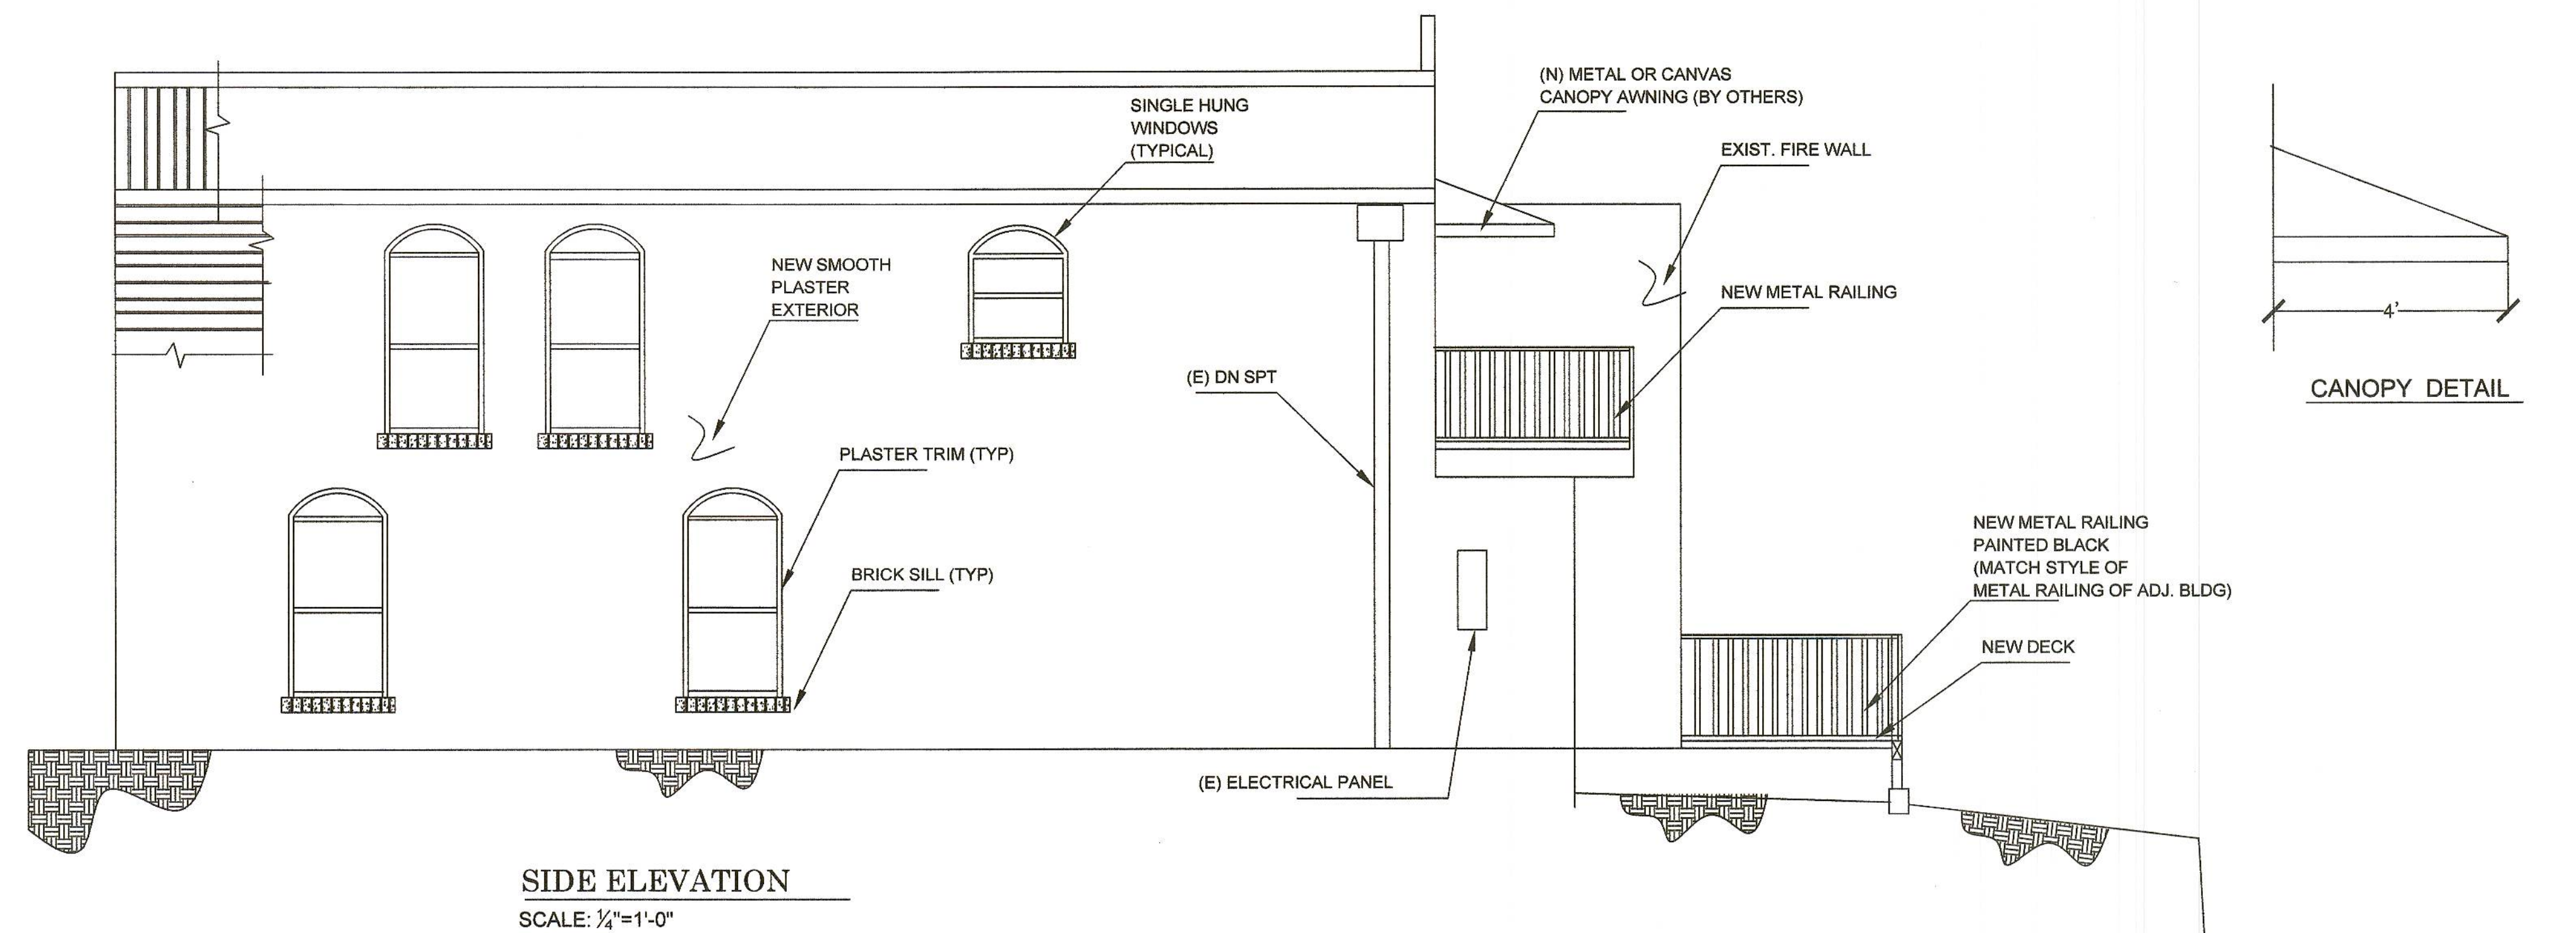 (N) METAL OR CANVAS
CANOPY AWNING (BY OTHERS)
SINGLE HUNG
WINDOWS
(TYPICAL)
EXIST. FIRE WALL
NEW SMOOTH
PLASTER
EXTERIOR
NEW METAL RAILING
4'
(E) DN SPT
CANOPY DETAIL
PLASTER TRIM (TYP)
BRICK SILL (TYP)
NEW METAL RAILING
PAINTED BLACK
(MATCH STYLE OF
METAL RAILING OF ADJ. BLDG)
NEW DECK
(E) ELECTRICAL PANEL
SIDE ELEVATION
SCALE: ¼"=1'-0"